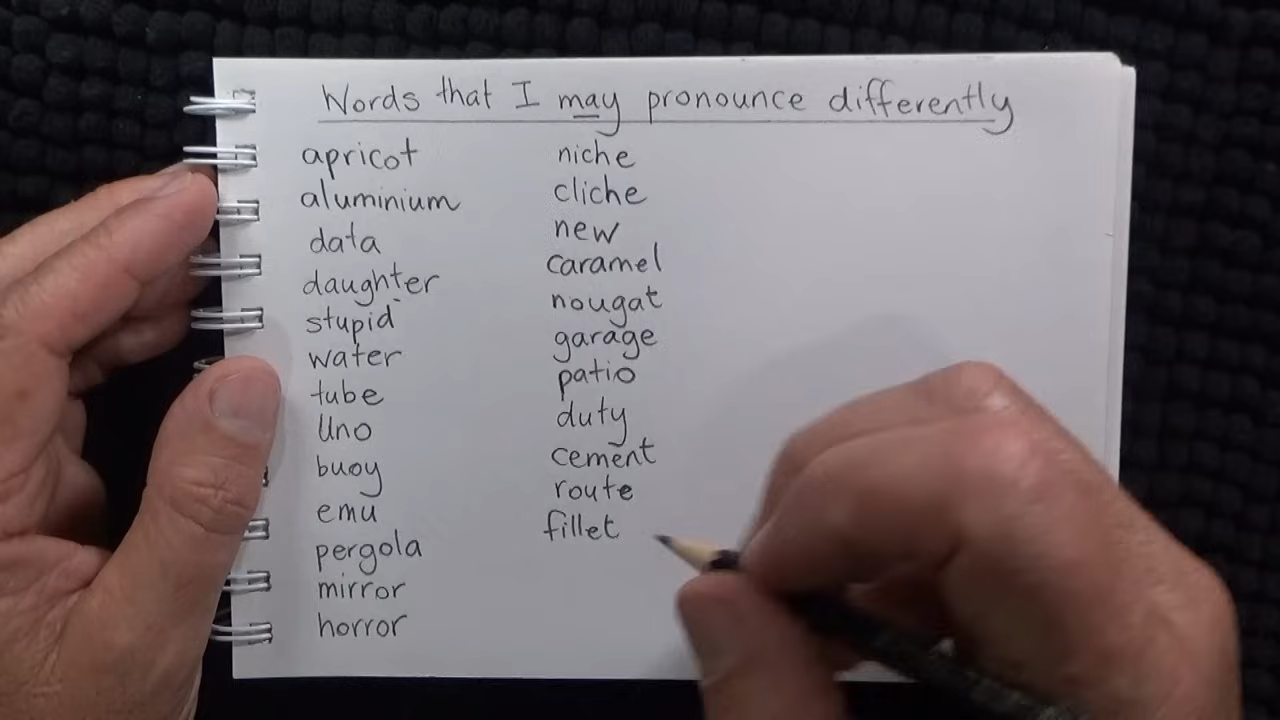 Words that I may pronounce differently
apricot
aluminium
data
daughter
stupid
water
tube
Uno
buoy
emu
pergola
mirror
horror
niche
cliche
new
caramel
nougat
garage
patio
duty
cement
route
fillet